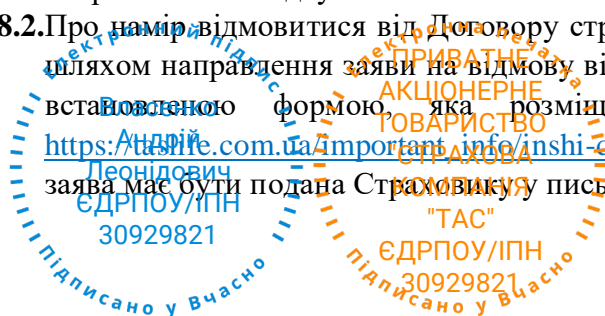 8.2.Про намір відмовитися від Договору стр
шляхом направлення заяви на відмову ві
встановленою формою, яка розміщ
https://taslife.com.ua/important_info/inshi-
заява має бути подана Страховику у пись
електронний підпис
Власенко
Андрій
Леонідович
ЄДРПОУ/ІПН
30929821
Підписано у Вчасно
електронна печатка
ПРИВАТНЕ
АКЦІОНЕРНЕ
ТОВАРИСТВО
"СТРАХОВА
КОМПАНІЯ
"ТАС"
ЄДРПОУ/ІПН
30929821
Підписано у Вчасно